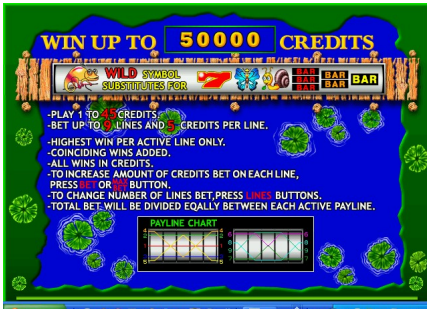 WIN UP TO 50000 CREDITS
WILD SYMBOL
SUBSTITUTES FOR
7
BAR BAR BAR BAR BAR BAR
-PLAY 1 TO 45 CREDITS.
-BET UP TO 9 LINES AND 5 CREDITS PER LINE.
-HIGHEST WIN PER ACTIVE LINE ONLY.
-COINCIDING WINS ADDED.
-ALL WINS IN CREDITS.
-TO INCREASE AMOUNT OF CREDITS BET ON EACH LINE,
PRESS BET OR MAX BET BUTTON.
-TO CHANGE NUMBER OF LINES BET,PRESS LINES BUTTONS.
-TOTAL BET WILL BE DIVIDED EQALLY BETWEEN EACH ACTIVE PAYLINE.
PAYLINE CHART